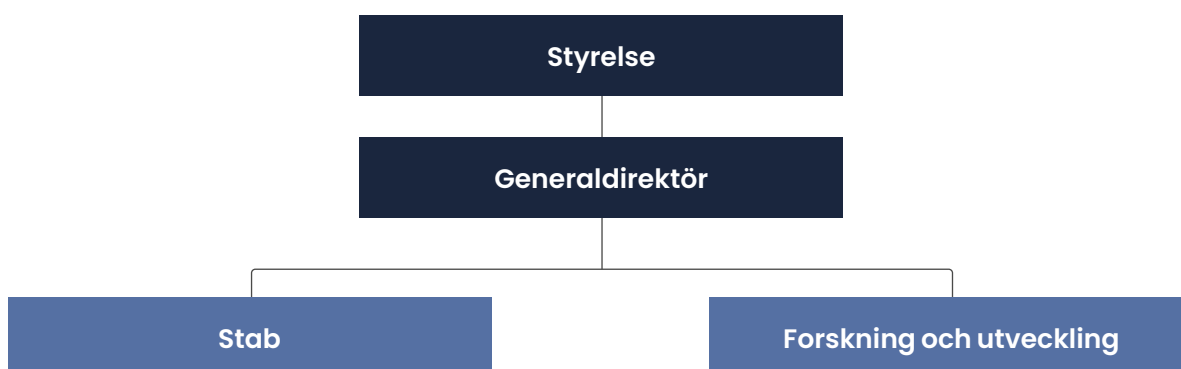 Styrelse
Generaldirektör
Stab
Forskning och utveckling